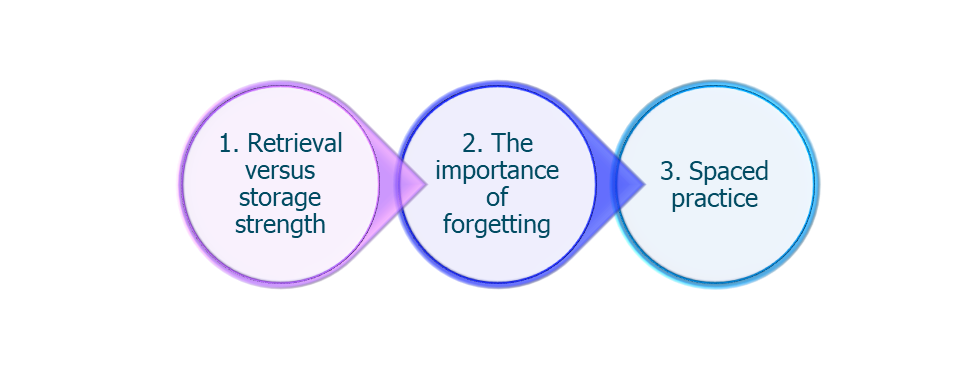 1. Retrieval
versus
storage
strength
2. The
importance
of
forgetting
3. Spaced
practice